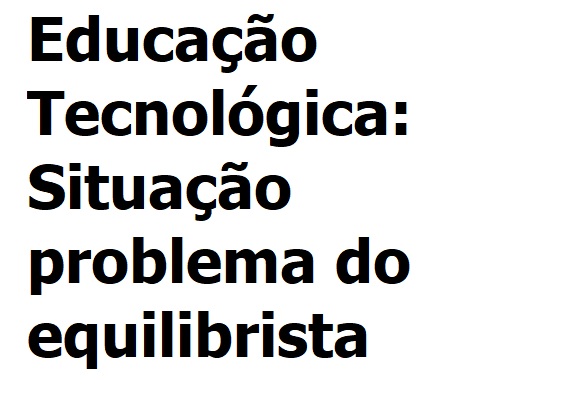 Educação
Tecnológica:
Situação
problema do
equilibrista